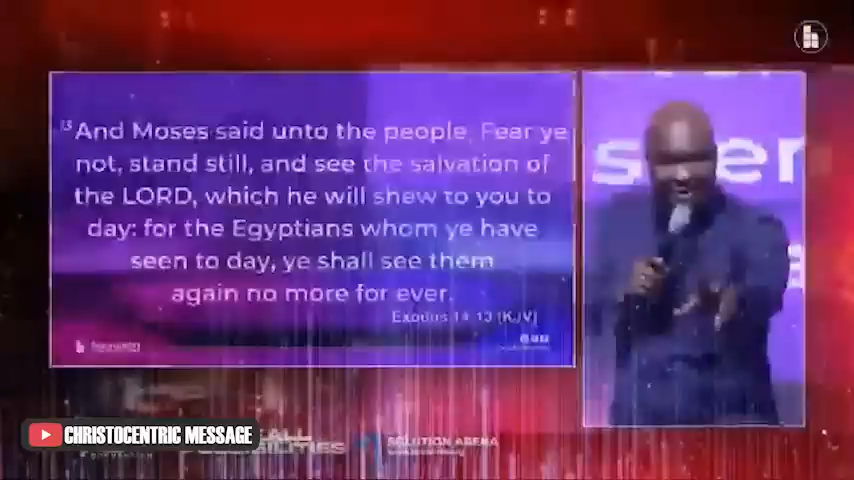 13 And Moses said unto the people, Fear ye
not, stand still, and see the salvation of
the LORD, which he will shew to you to
day: for the Egyptians whom ye have
seen to day, ye shall see them
again no more for ever.
Exodus 14:13 (KJV)
CHRISTOCENTRIC MESSAGE
ALL
POSSIBILITIES
SOLUTION ARENA